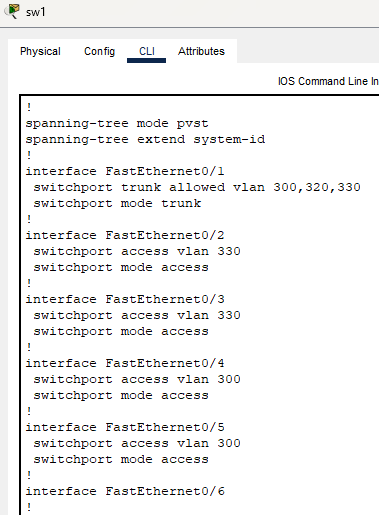 sw1
Physical Config CLI Attributes
IOS Command Line In
!
spanning-tree mode pvst
spanning-tree extend system-id
!
interface FastEthernet0/1
 switchport trunk allowed vlan 300,320,330
 switchport mode trunk
!
interface FastEthernet0/2
 switchport access vlan 330
 switchport mode access
!
interface FastEthernet0/3
 switchport access vlan 330
 switchport mode access
!
interface FastEthernet0/4
 switchport access vlan 300
 switchport mode access
!
interface FastEthernet0/5
 switchport access vlan 300
 switchport mode access
!
interface FastEthernet0/6
!